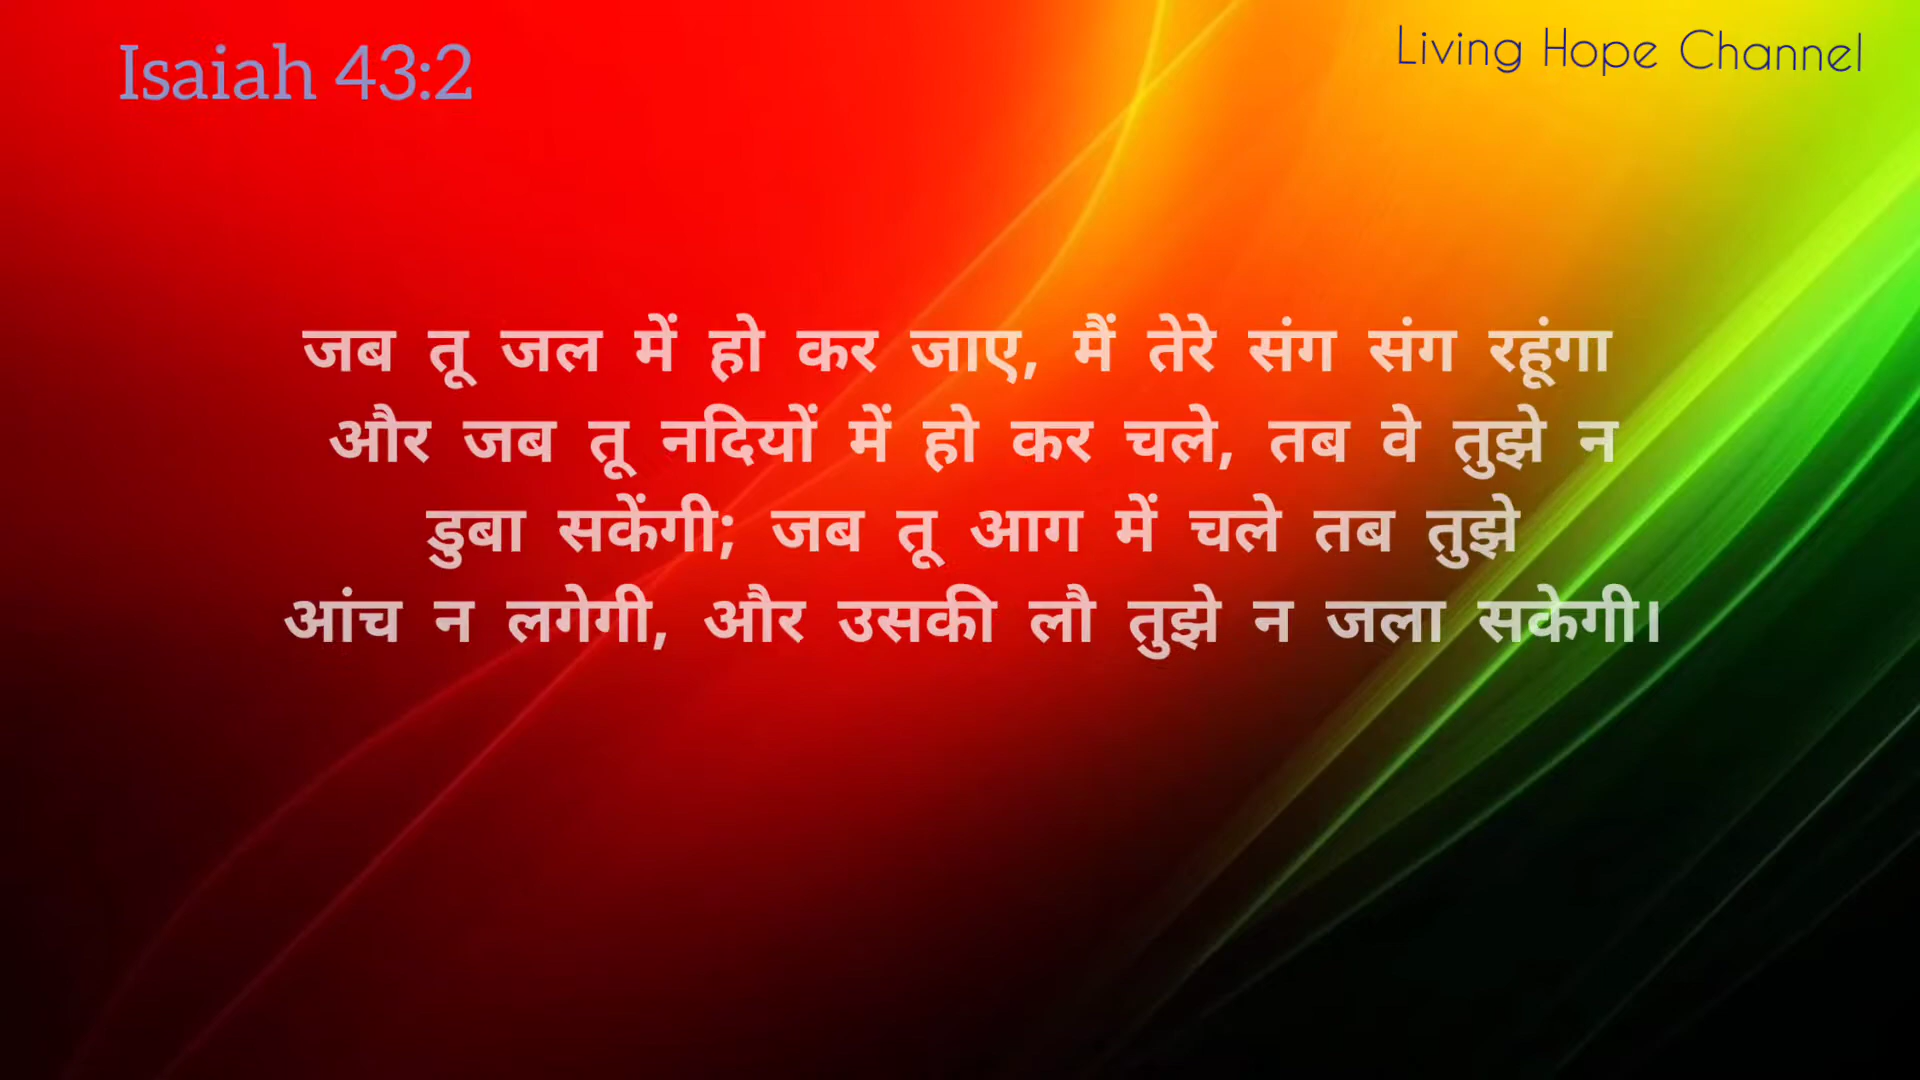 Isaiah 43:2
Living Hope Channel
जब तू जल में हो कर जाए, मैं तेरे संग संग रहूंगा
और जब तू नदियों में हो कर चले, तब वे तुझे न
डुबा सकेंगी; जब तू आग में चले तब तुझे
आंच न लगेगी, और उसकी लौ तुझे न जला सकेगी।